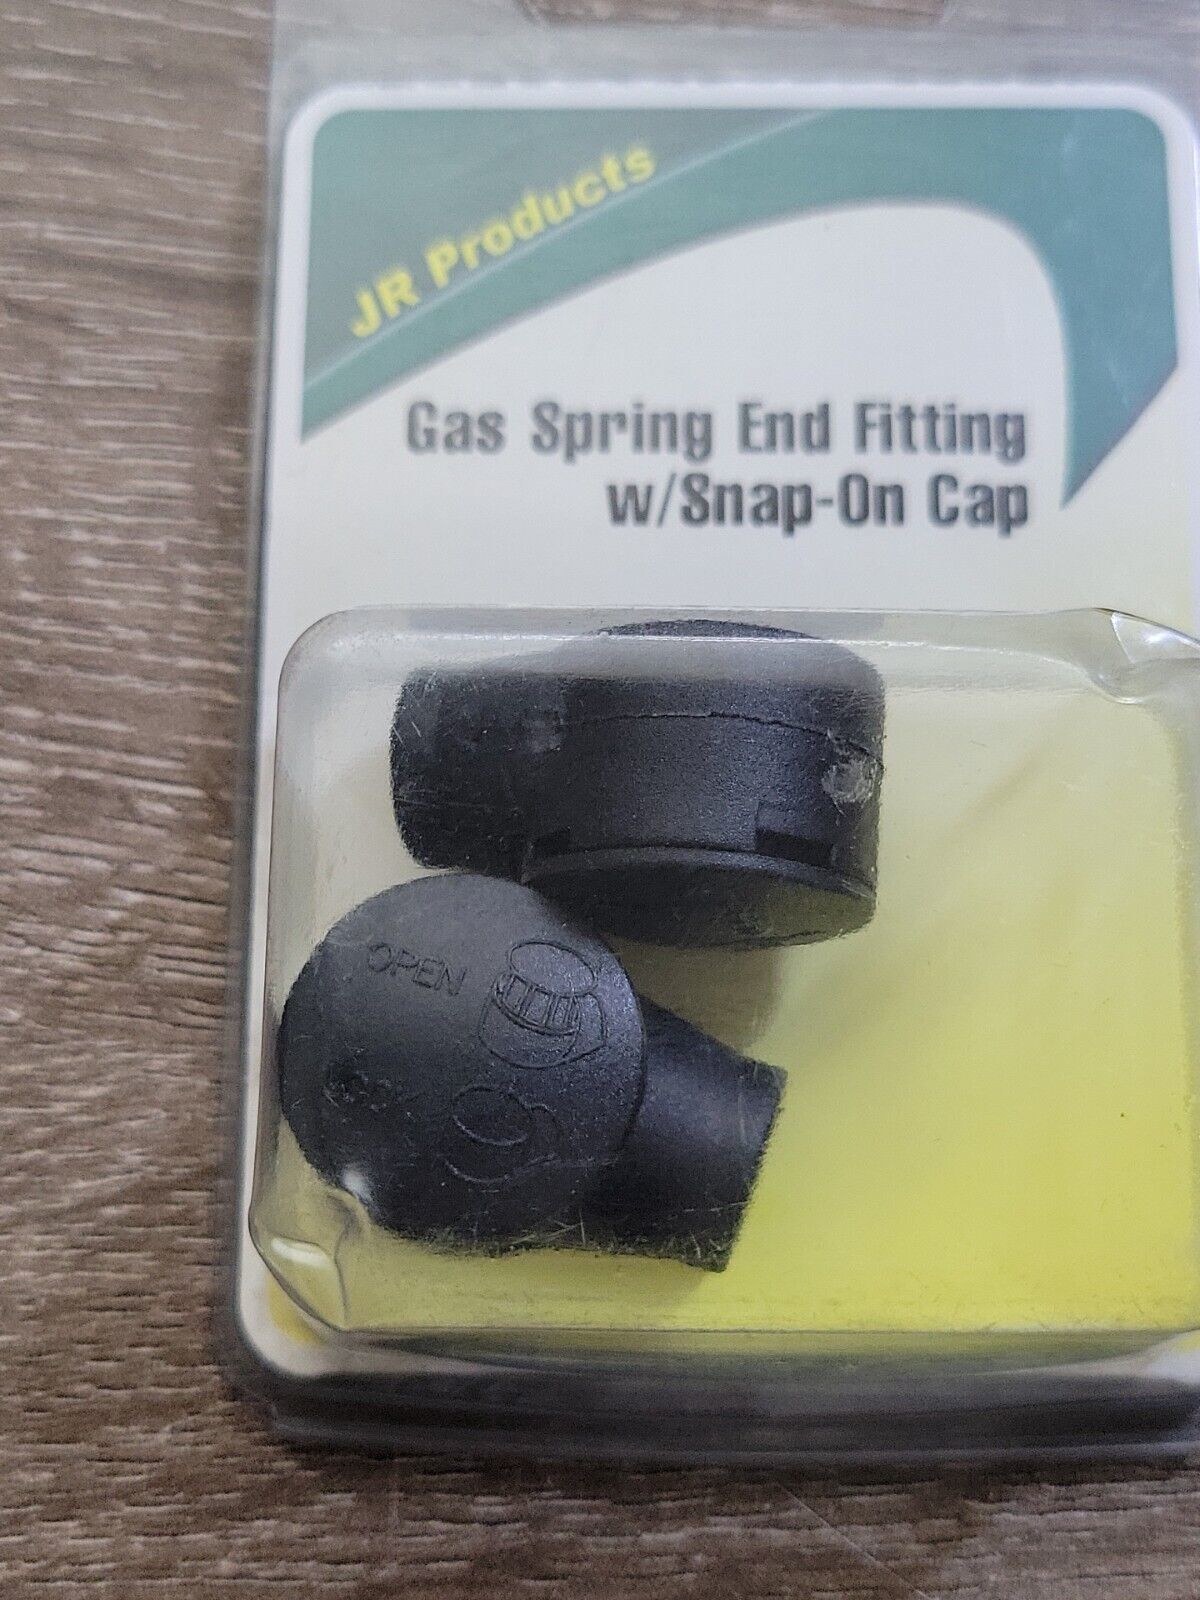 JR Products
Gas Spring End Fitting
w/Snap-On Cap
OPEN